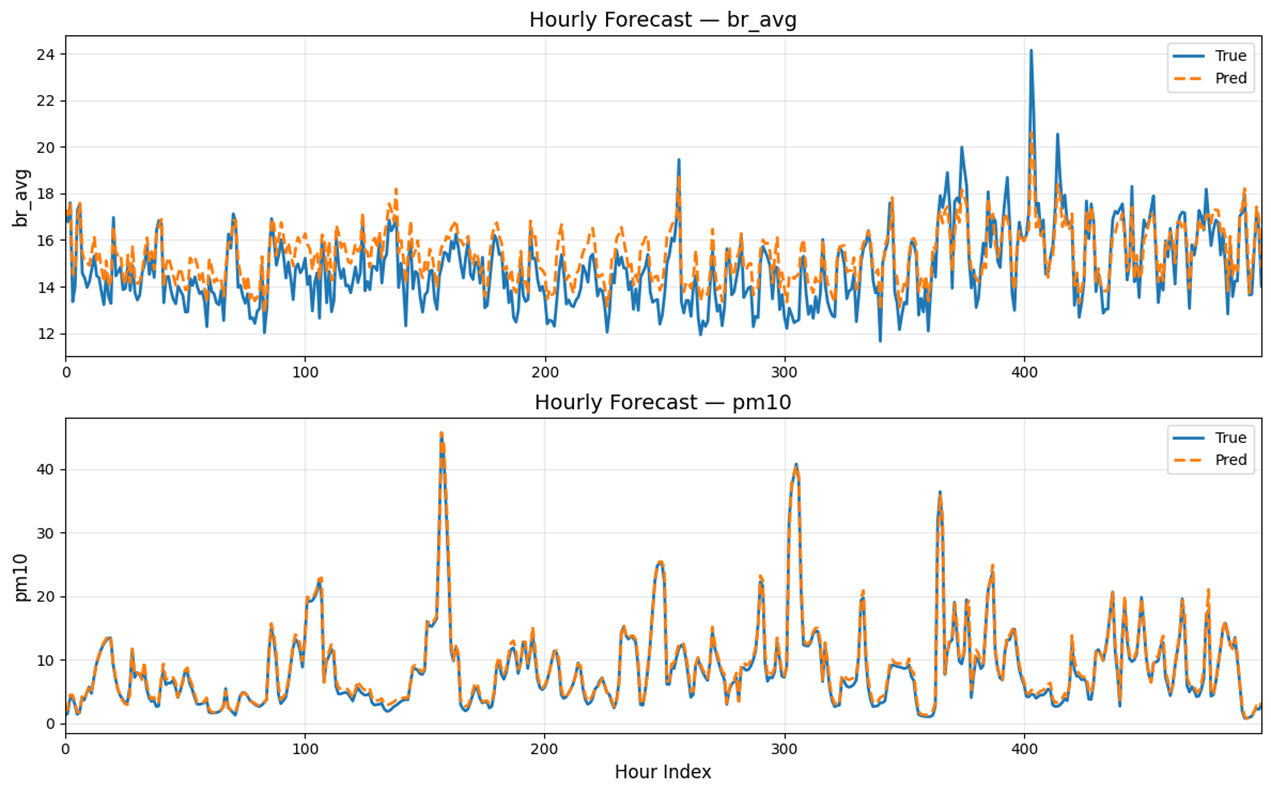 Hourly Forecast — br_avg
24
22
20
18
16
14
12
br_avg
True
Pred
0 100 200 300 400
Hourly Forecast — pm10
40
30
20
10
0
pm10
True
Pred
0 100 200 300 400
Hour Index